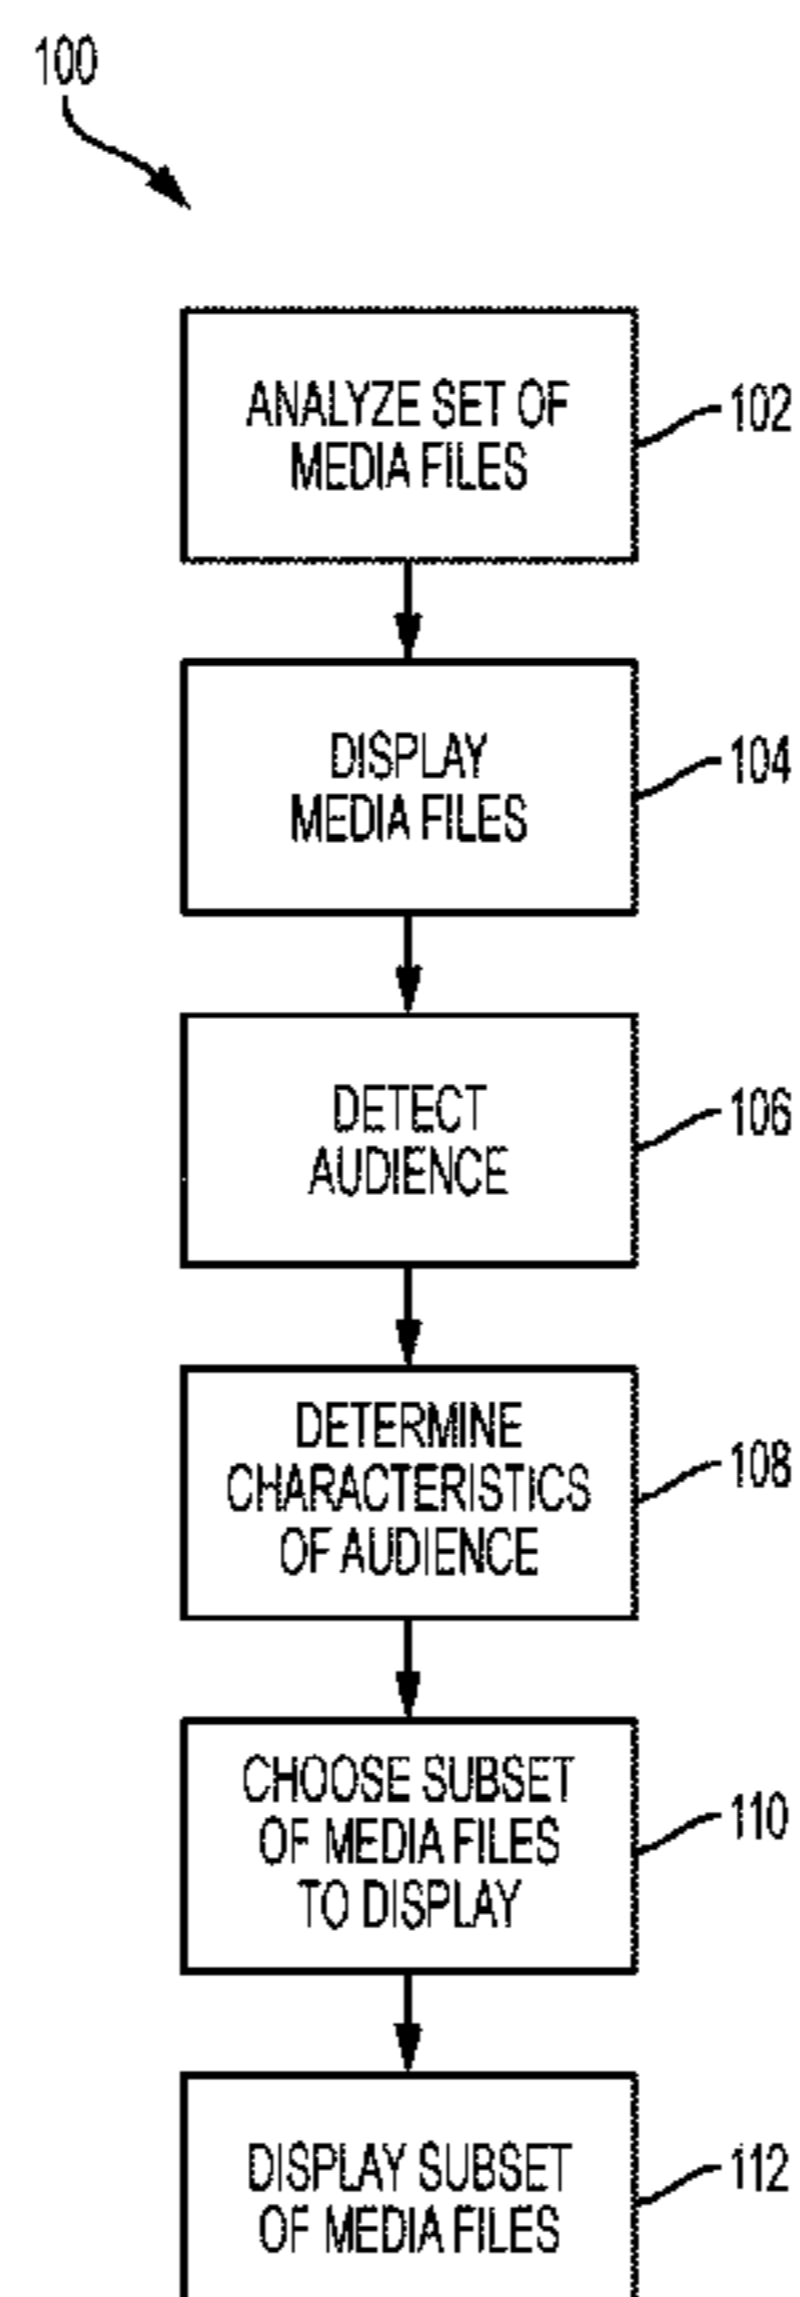 100
ANALYZE SET OF
MEDIA FILES
102
DISPLAY
MEDIA FILES
104
DETECT
AUDIENCE
106
DETERMINE
CHARACTERISTICS
OF AUDIENCE
108
CHOOSE SUBSET
OF MEDIA FILES
TO DISPLAY
110
DISPLAY SUBSET
OF MEDIA FILES
112